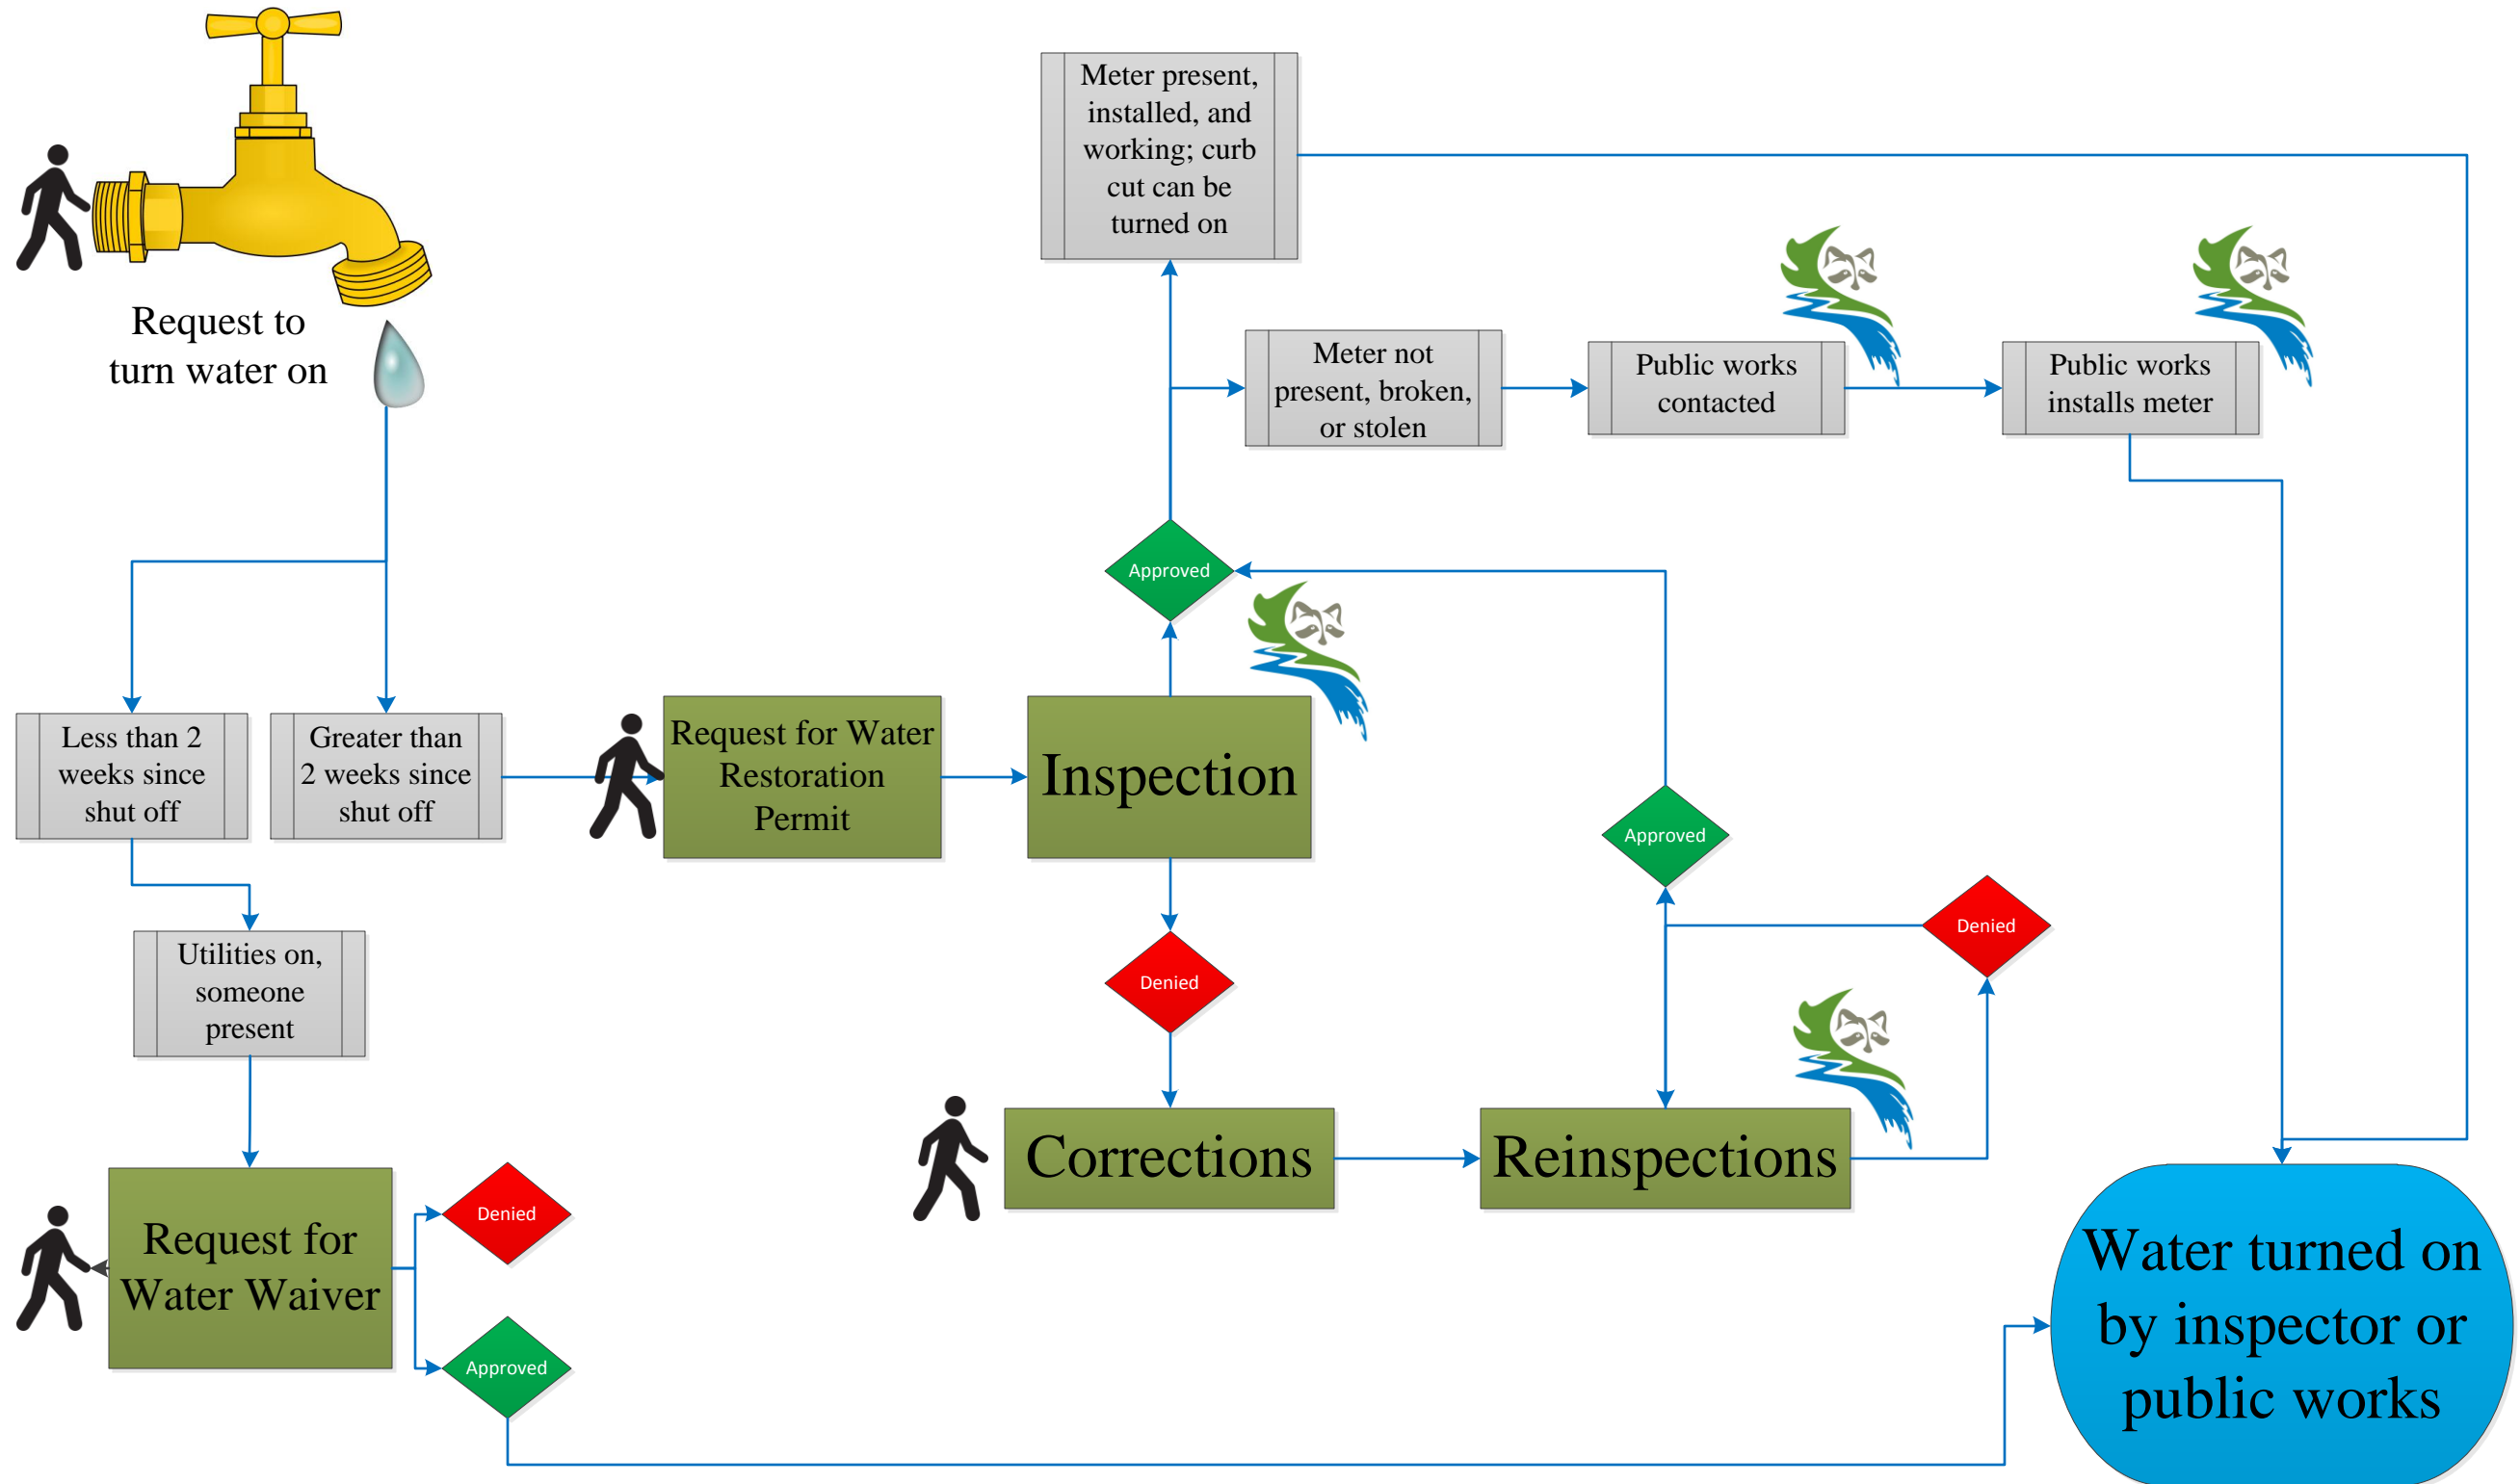 Request to
turn water on
Less than 2
weeks since
shut off
Greater than
2 weeks since
shut off
Utilities on,
someone
present
Request for
Water Waiver
Denied
Approved
Request for Water
Restoration
Permit
Inspection
Approved
Meter present,
installed, and
working; curb
cut can be
turned on
Meter not
present, broken,
or stolen
Public works
contacted
Public works
installs meter
Denied
Corrections
Reinspections
Approved
Denied
Water turned on
by inspector or
public works